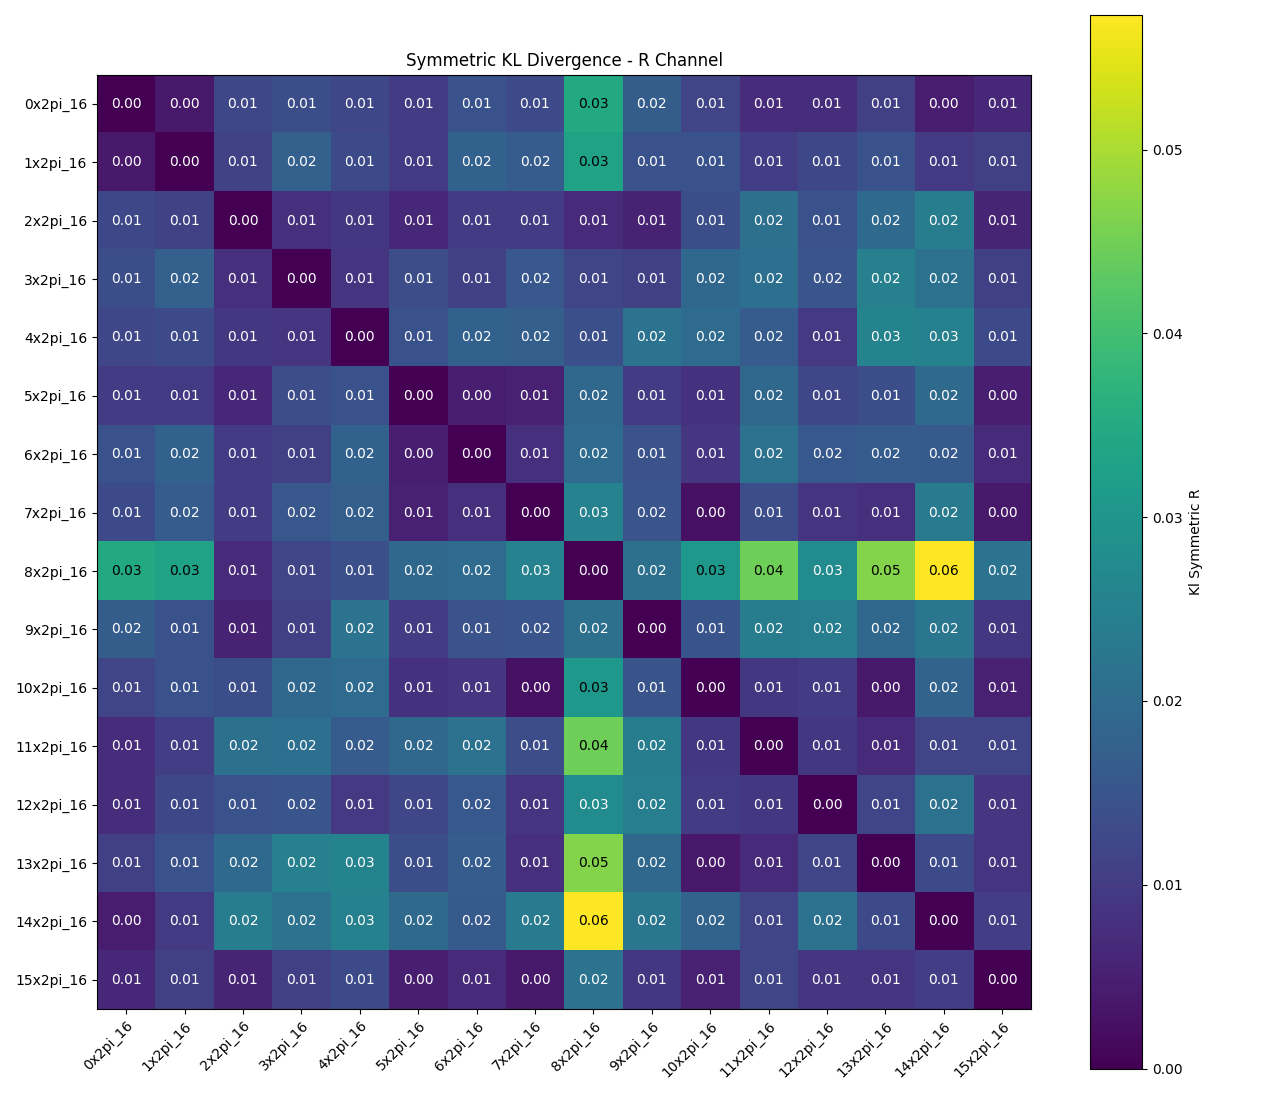 Symmetric KL Divergence - R Channel
0x2pi_16 0.00 0.00 0.01 0.01 0.01 0.01 0.01 0.01 0.03 0.02 0.01 0.01 0.01 0.01 0.00 0.01
1x2pi_16 0.00 0.00 0.01 0.02 0.01 0.01 0.02 0.02 0.03 0.01 0.01 0.01 0.01 0.01 0.01 0.01
2x2pi_16 0.01 0.01 0.00 0.01 0.01 0.01 0.01 0.01 0.01 0.01 0.01 0.02 0.01 0.02 0.02 0.01
3x2pi_16 0.01 0.02 0.01 0.00 0.01 0.01 0.01 0.02 0.01 0.01 0.02 0.02 0.02 0.02 0.02 0.01
4x2pi_16 0.01 0.01 0.01 0.01 0.00 0.01 0.02 0.02 0.01 0.02 0.02 0.02 0.01 0.03 0.03 0.01
5x2pi_16 0.01 0.01 0.01 0.01 0.01 0.00 0.00 0.01 0.02 0.01 0.01 0.02 0.01 0.01 0.02 0.00
6x2pi_16 0.01 0.02 0.01 0.01 0.02 0.00 0.00 0.01 0.02 0.01 0.01 0.02 0.02 0.02 0.02 0.01
7x2pi_16 0.01 0.02 0.01 0.02 0.02 0.01 0.01 0.00 0.03 0.02 0.00 0.01 0.01 0.01 0.02 0.00
8x2pi_16 0.03 0.03 0.01 0.01 0.01 0.02 0.02 0.03 0.00 0.02 0.03 0.04 0.03 0.05 0.06 0.02
9x2pi_16 0.02 0.01 0.01 0.01 0.02 0.01 0.01 0.02 0.02 0.00 0.01 0.02 0.02 0.02 0.02 0.01
10x2pi_16 0.01 0.01 0.01 0.02 0.02 0.01 0.01 0.00 0.03 0.01 0.00 0.01 0.01 0.00 0.02 0.01
11x2pi_16 0.01 0.01 0.02 0.02 0.02 0.02 0.02 0.01 0.04 0.02 0.01 0.00 0.01 0.01 0.01 0.01
12x2pi_16 0.01 0.01 0.01 0.02 0.01 0.01 0.02 0.01 0.03 0.02 0.01 0.01 0.00 0.01 0.02 0.01
13x2pi_16 0.01 0.01 0.02 0.02 0.03 0.01 0.02 0.01 0.05 0.02 0.00 0.01 0.01 0.00 0.01 0.01
14x2pi_16 0.00 0.01 0.02 0.02 0.03 0.02 0.02 0.02 0.06 0.02 0.02 0.01 0.02 0.01 0.00 0.01
15x2pi_16 0.01 0.01 0.01 0.01 0.01 0.00 0.01 0.00 0.02 0.01 0.01 0.01 0.01 0.01 0.01 0.00
0x2pi_16 1x2pi_16 2x2pi_16 3x2pi_16 4x2pi_16 5x2pi_16 6x2pi_16 7x2pi_16 8x2pi_16 9x2pi_16 10x2pi_16 11x2pi_16 12x2pi_16 13x2pi_16 14x2pi_16 15x2pi_16
0.05
0.04
0.03
0.02
0.01
0.00
Kl Symmetric R